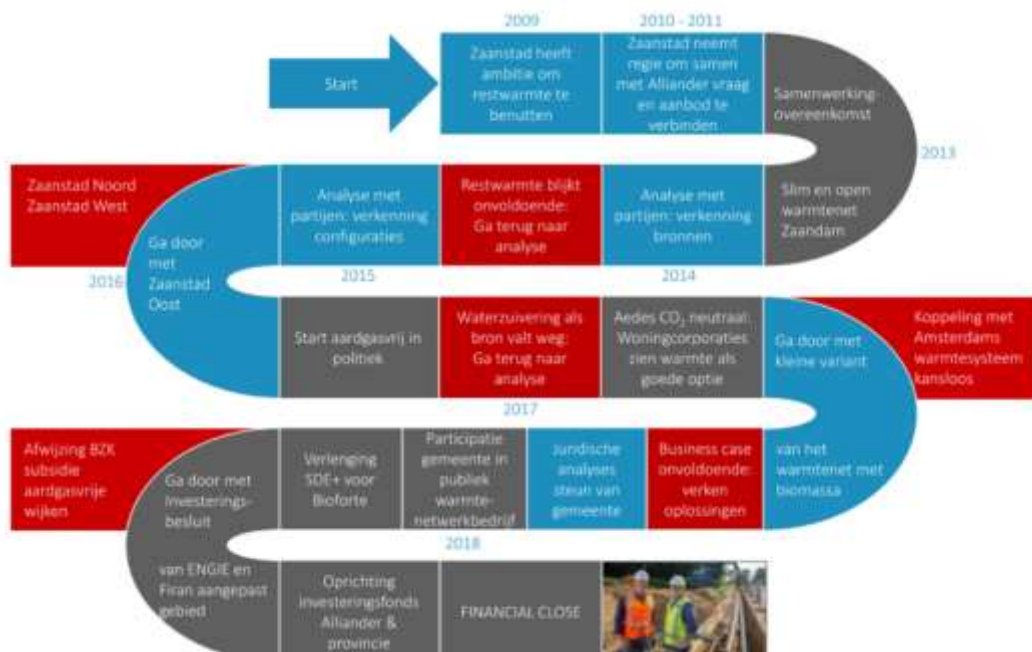 2009
2010 - 2011
Start
Zaanstad heeft
ambitie om
restwarmte te
benutten
Zaanstad neemt
regie om samen
met Alliander vraag
en aanbod te
verbinden
Samenwerking-
overeenkomst
2013
Slim en open
warmtenet
Zaandam
Analyse met
partijen: verkenning
bronnen
2014
Restwarmte blijkt
onvoldoende:
Ga terug naar
analyse
Analyse met
partijen: verkenning
configuraties
2015
Zaanstad Noord
Zaanstad West
Ga door
met
Zaanstad
Oost
2016
Start aardgasvrij in
politiek
Waterzuivering als
bron valt weg:
Ga terug naar
analyse
Aedes CO₂ neutraal:
Woningcorporaties
zien warmte als
goede optie
Ga door met
kleine variant
Koppeling met
Amsterdams
warmtesysteem
kansloos
2017
van het
warmtenet met
biomassa
Business case
onvoldoende:
verken
oplossingen
Juridische
analyses
steun van
gemeente
Participatie
gemeente in
publiek
warmte-
netwerkbedrijf
Verlenging
SDE+ voor
Bioforte
Afwijzing BZK
subsidie
aardgasvrije
wijken
Ga door met
Investerings-
besluit
2018
van ENGIE en
Firan aangepast
gebied
Oprichting
investeringsfonds
Alliander &
provincie
FINANCIAL CLOSE